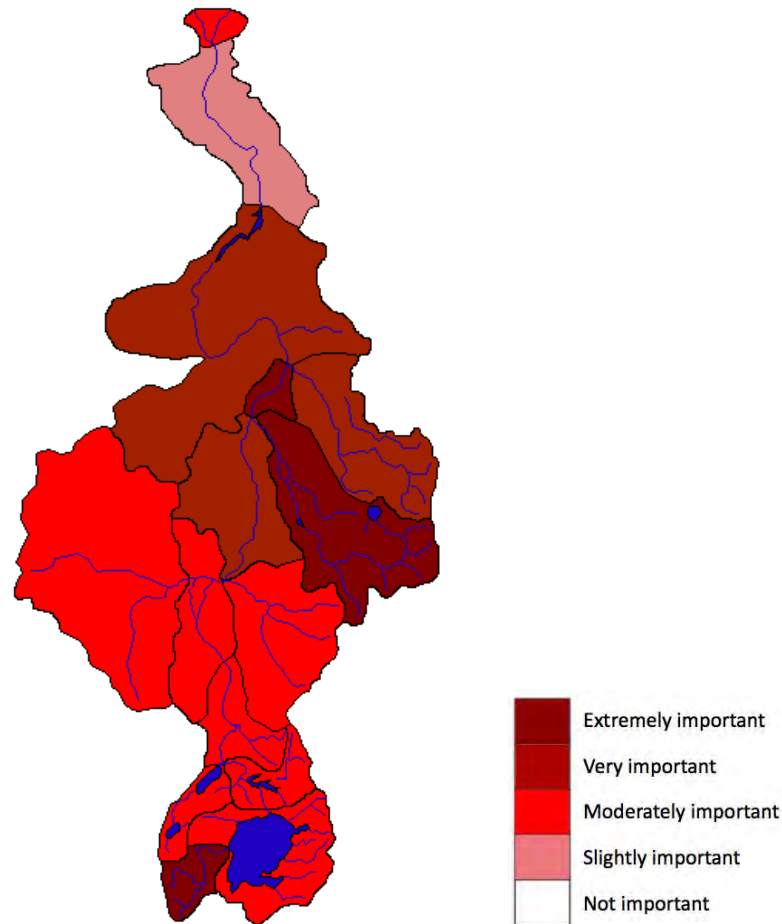 Extremely important
Very important
Moderately important
Slightly important
Not important